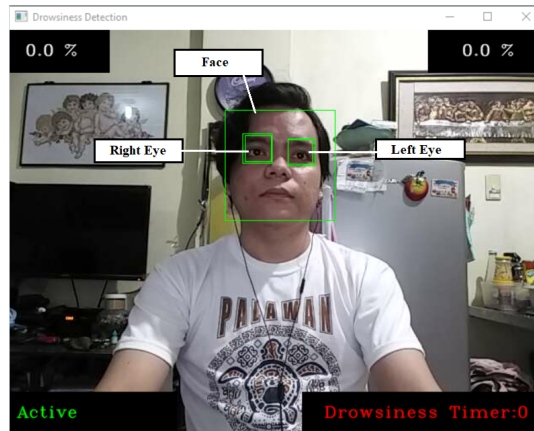 Drowsiness Detection
0.0 %
0.0 %
Face
Right Eye
Left Eye
PALAWAN
Active
Drowsiness Timer:0